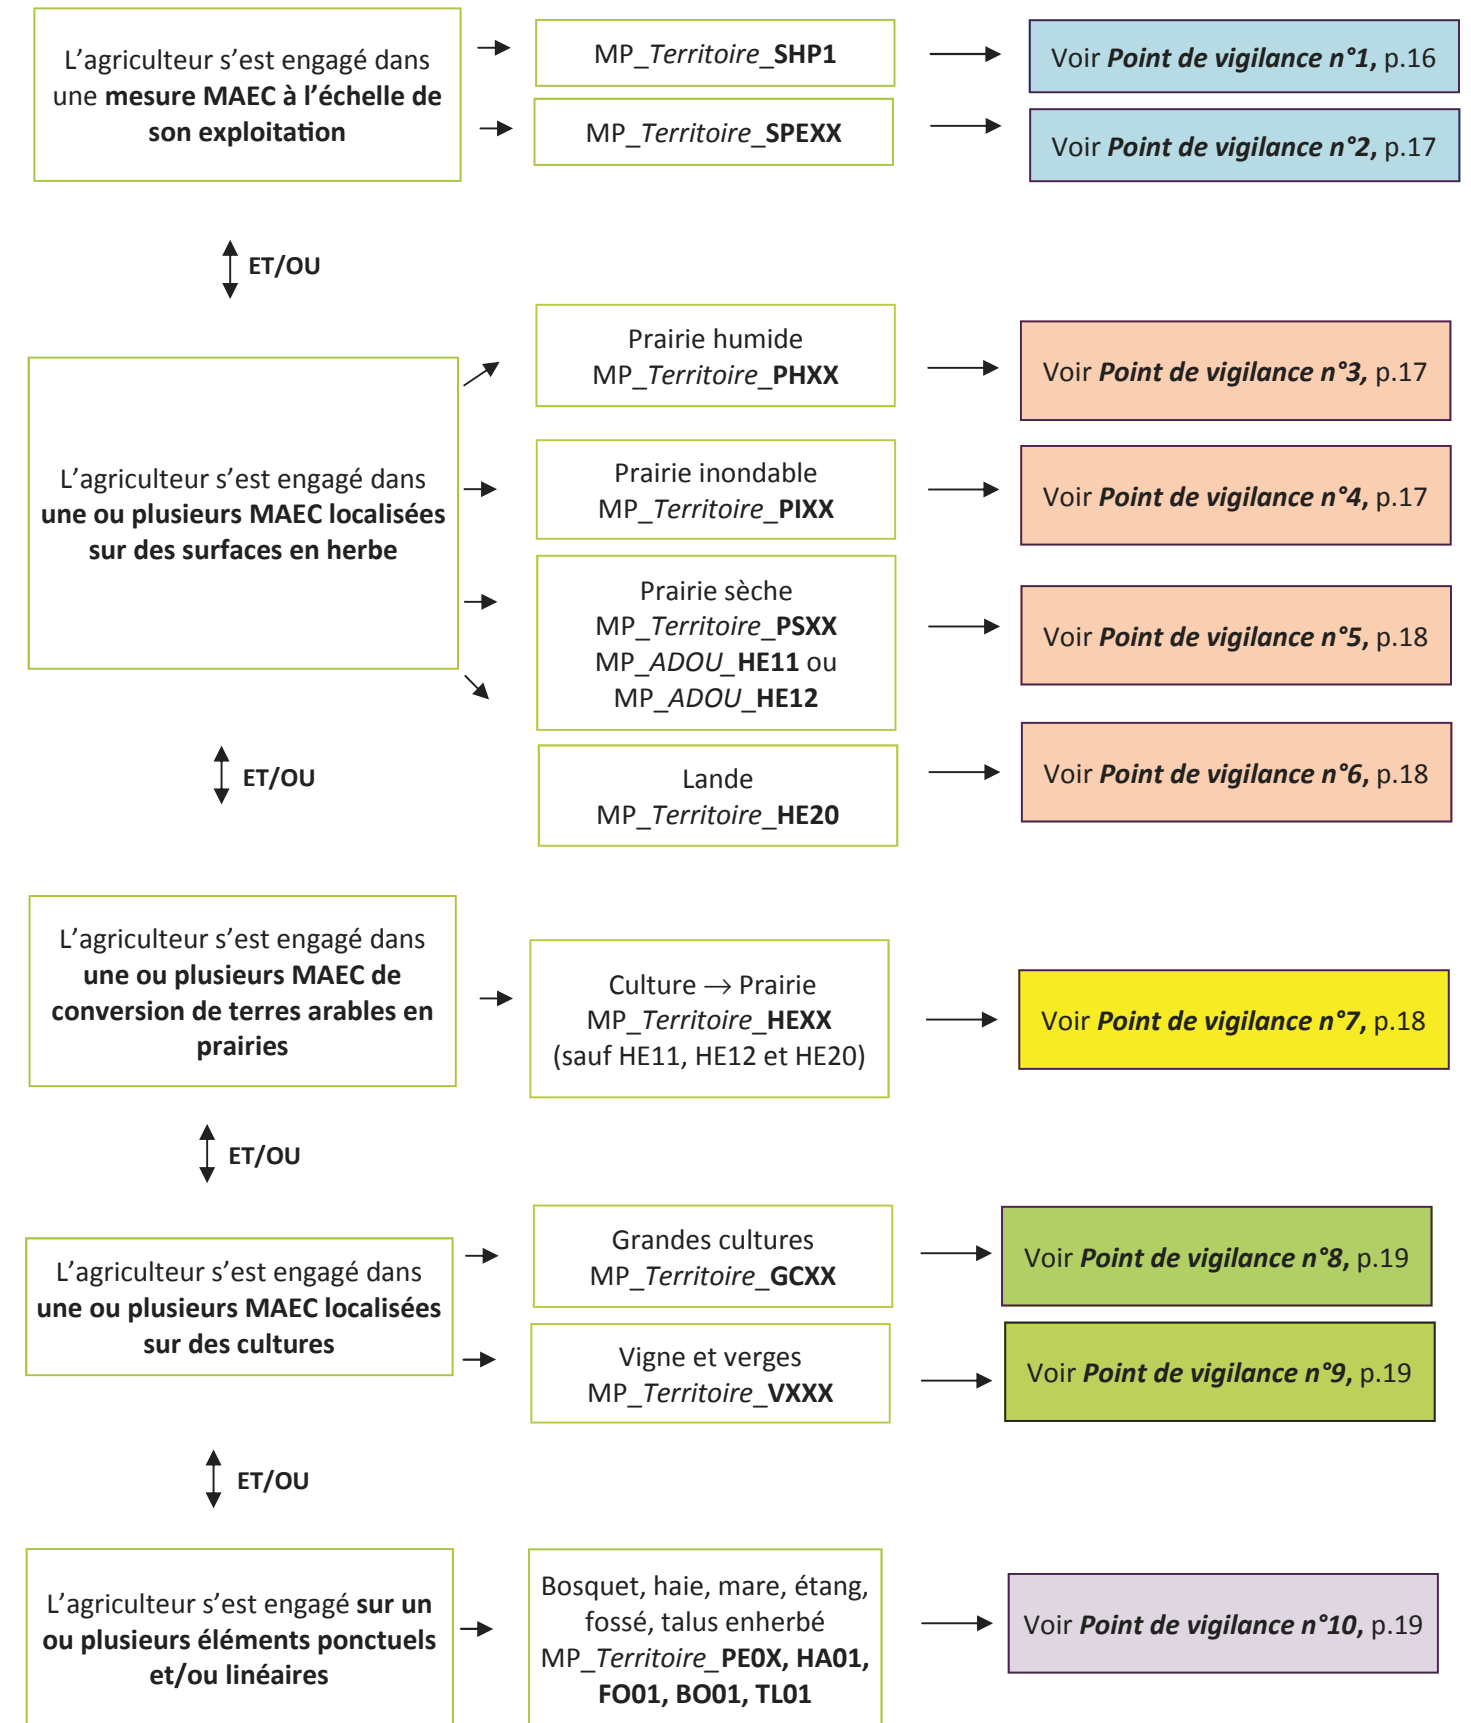 L’agriculteur s’est engagé dans
une mesure MAEC à l’échelle de
son exploitation
MP_Territoire_SHP1
Voir Point de vigilance n°1, p.16
MP_Territoire_SPEXX
Voir Point de vigilance n°2, p.17
ET/OU
L’agriculteur s’est engagé dans
une ou plusieurs MAEC localisées
sur des surfaces en herbe
Prairie humide
MP_Territoire_PHXX
Voir Point de vigilance n°3, p.17
Prairie inondable
MP_Territoire_PIXX
Voir Point de vigilance n°4, p.17
Prairie sèche
MP_Territoire_PSXX
MP_ADOU_HE11 ou
MP_ADOU_HE12
Voir Point de vigilance n°5, p.18
Lande
MP_Territoire_HE20
Voir Point de vigilance n°6, p.18
ET/OU
L’agriculteur s’est engagé dans
une ou plusieurs MAEC de
conversion de terres arables en
prairies
Culture → Prairie
MP_Territoire_HEXX
(sauf HE11, HE12 et HE20)
Voir Point de vigilance n°7, p.18
ET/OU
L’agriculteur s’est engagé dans
une ou plusieurs MAEC localisées
sur des cultures
Grandes cultures
MP_Territoire_GCXX
Voir Point de vigilance n°8, p.19
Vigne et verges
MP_Territoire_VXXX
Voir Point de vigilance n°9, p.19
ET/OU
L’agriculteur s’est engagé sur un
ou plusieurs éléments ponctuels
et/ou linéaires
Bosquet, haie, mare, étang,
fossé, talus enherbé
MP_Territoire_PE0X, HA01,
FO01, BO01, TL01
Voir Point de vigilance n°10, p.19